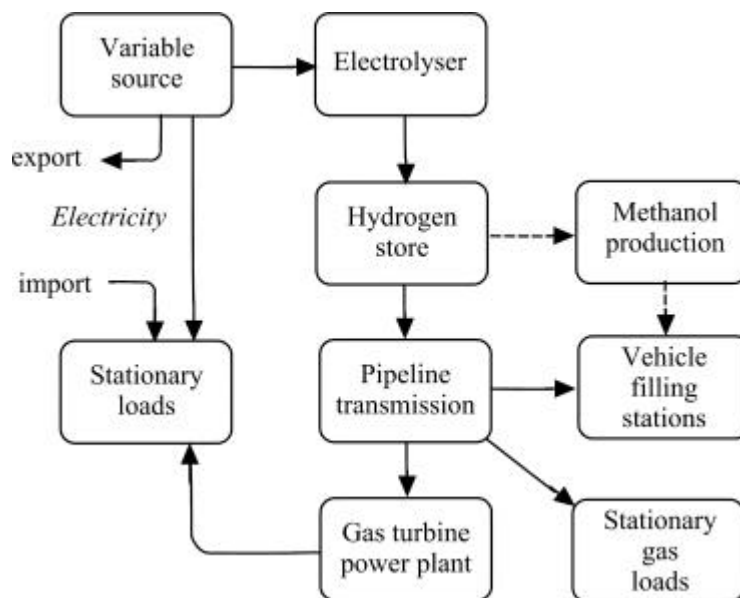 Variable
source
Electrolyser
export
Electricity
Hydrogen
store
Methanol
production
import
Stationary
loads
Pipeline
transmission
Vehicle
filling
stations
Gas turbine
power plant
Stationary
gas
loads